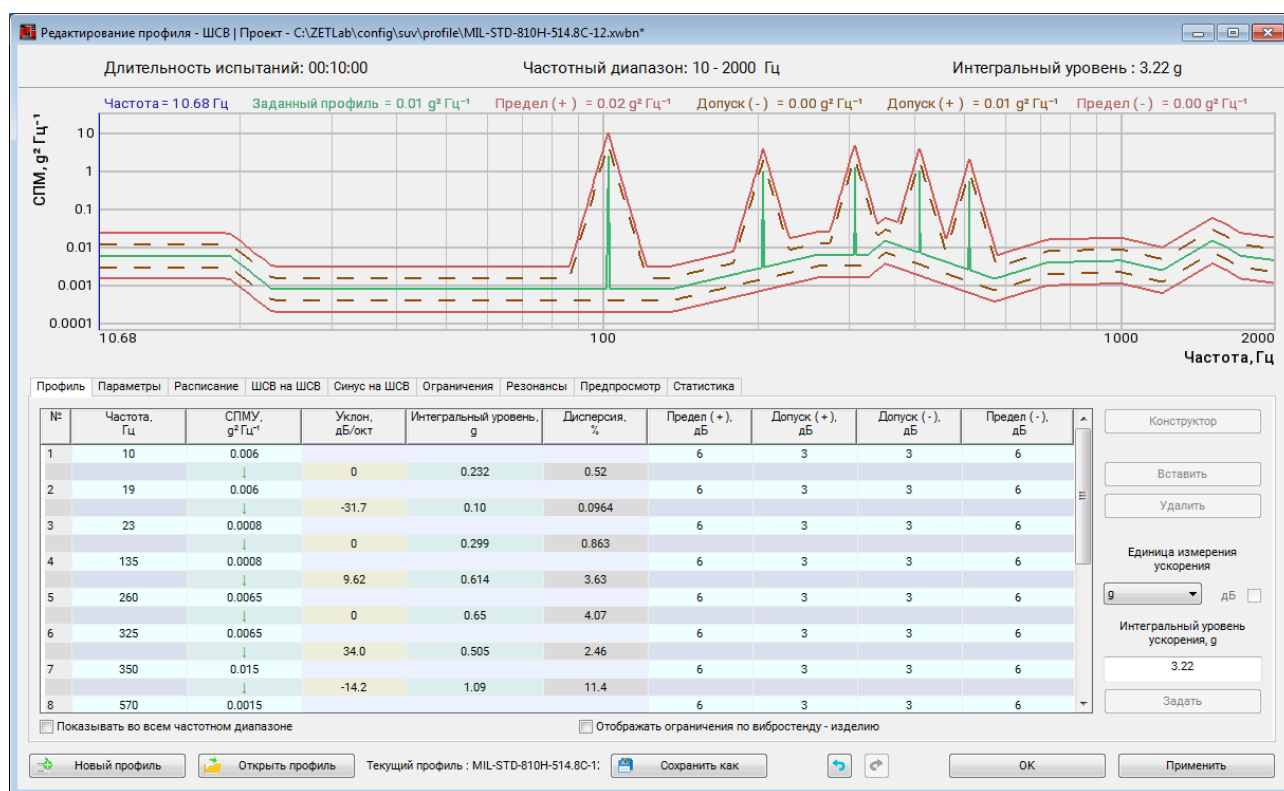 Редактирование профиля - ШСВ | Проект - C:\ZETLab\config\suv\profile\MIL-STD-810H-514.8C-12.xwbn*
Длительность испытаний: 00:10:00 Частотный диапазон: 10 - 2000 Гц Интегральный уровень : 3.22 g
Частота = 10.68 Гц Заданный профиль = 0.01 g² Гц⁻¹ Предел ( + ) = 0.02 g² Гц⁻¹ Допуск ( - ) = 0.00 g² Гц⁻¹ Допуск ( + ) = 0.01 g² Гц⁻¹ Предел ( - ) = 0.00 g² Гц⁻¹
СПМ, g² Гц⁻¹
10
1
0.1
0.01
0.001
0.0001
10.68 100 1000 2000
Частота, Гц
Профиль Параметры Расписание ШСВ на ШСВ Синус на ШСВ Ограничения Резонансы Предпросмотр Статистика
№ Частота, СПМУ, Уклон, Интегральный уровень, Дисперсия, Предел ( + ), Допуск ( + ), Допуск ( - ), Предел ( - ),
Гц g² Гц⁻¹ дБ/окт g % дБ дБ дБ дБ
1 10 0.006 6 3 3 6
↓ 0 0.232 0.52
2 19 0.006 6 3 3 6
↓ -31.7 0.10 0.0964
3 23 0.0008 6 3 3 6
↓ 0 0.299 0.863
4 135 0.0008 6 3 3 6
↓ 9.62 0.614 3.63
5 260 0.0065 6 3 3 6
↓ 0 0.65 4.07
6 325 0.0065 6 3 3 6
↓ 34.0 0.505 2.46
7 350 0.015 6 3 3 6
↓ -14.2 1.09 11.4
8 570 0.0015 6 3 3 6
Конструктор
Вставить
Удалить
Единица измерения
ускорения
g дБ
Интегральный уровень
ускорения, g
3.22
Задать
Показывать во всем частотном диапазоне Отображать ограничения по вибростенду - изделию
Новый профиль Открыть профиль Текущий профиль : MIL-STD-810H-514.8C-1 Сохранить как OK Применить